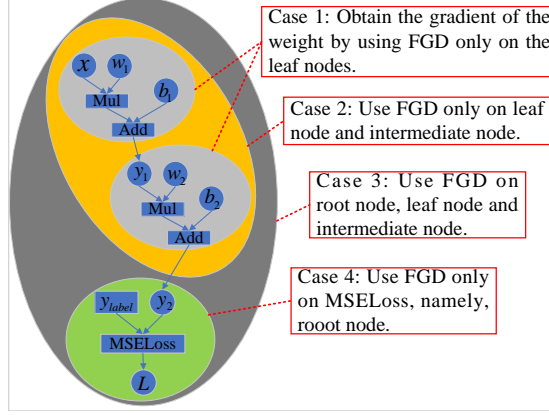 Case 1: Obtain the gradient of the
weight by using FGD only on the
leaf nodes.
x w1
b1
Mul
Add
Case 2: Use FGD only on leaf
node and intermediate node.
y1 w2
b2
Mul
Add
Case 3: Use FGD on
root node, leaf node and
intermediate node.
Case 4: Use FGD only
on MSELoss, namely,
rooot node.
ylabel y2
MSELoss
L